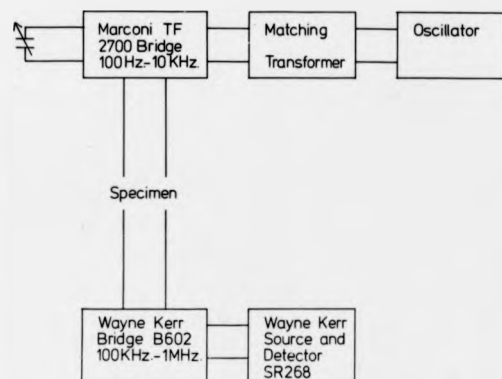 Marconi TF
2700 Bridge
100Hz-10KHz.
Matching
Transformer
Oscillator
Specimen
Wayne Kerr
Bridge B602
100KHz.-1MHz.
Wayne Kerr
Source and
Detector
SR268